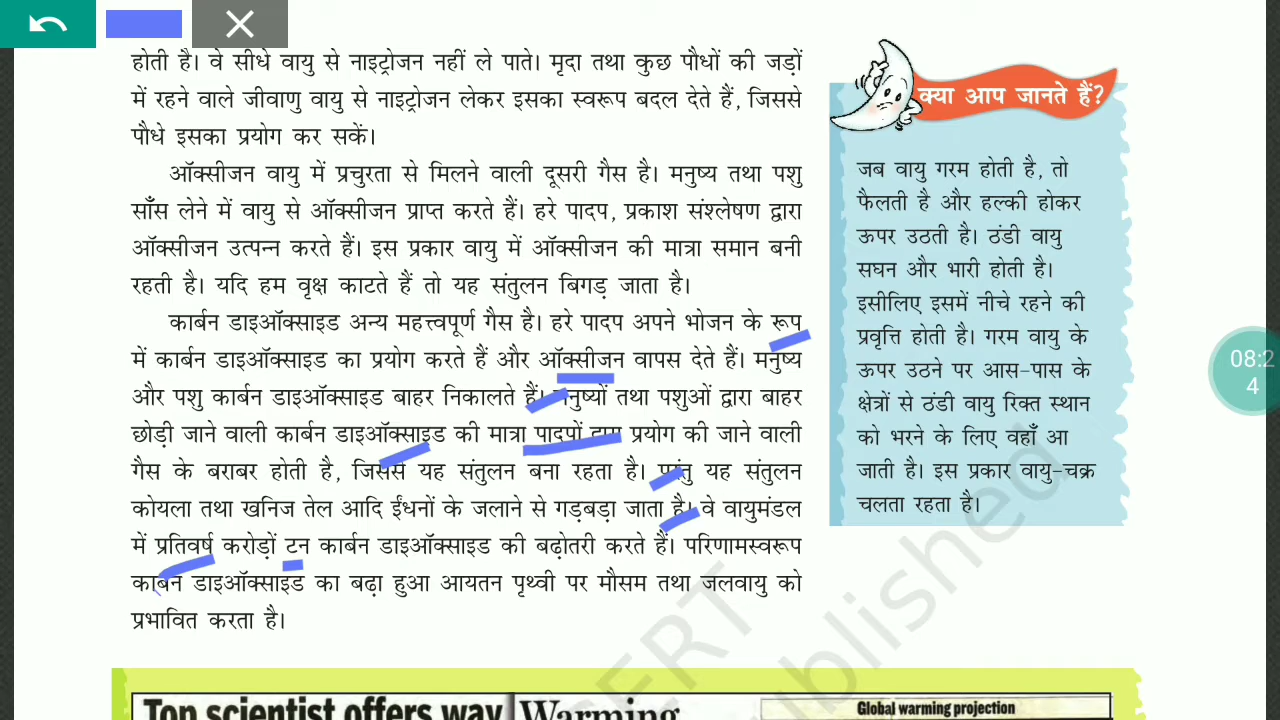 होती है। वे सीधे वायु से नाइट्रोजन नहीं ले पाते। मृदा तथा कुछ पौधों की जड़ों
में रहने वाले जीवाणु वायु से नाइट्रोजन लेकर इसका स्वरूप बदल देते हैं, जिससे
पौधे इसका प्रयोग कर सकें।
ऑक्सीजन वायु में प्रचुरता से मिलने वाली दूसरी गैस है। मनुष्य तथा पशु
साँस लेने में वायु से ऑक्सीजन प्राप्त करते हैं। हरे पादप, प्रकाश संश्लेषण द्वारा
ऑक्सीजन उत्पन्न करते हैं। इस प्रकार वायु में ऑक्सीजन की मात्रा समान बनी
रहती है। यदि हम वृक्ष काटते हैं तो यह संतुलन बिगड़ जाता है।
कार्बन डाइऑक्साइड अन्य महत्त्वपूर्ण गैस है। हरे पादप अपने भोजन के रूप
में कार्बन डाइऑक्साइड का प्रयोग करते हैं और ऑक्सीजन वापस देते हैं। मनुष्य
और पशु कार्बन डाइऑक्साइड बाहर निकालते हैं। मनुष्यों तथा पशुओं द्वारा बाहर
छोड़ी जाने वाली कार्बन डाइऑक्साइड की मात्रा पादपों द्वारा प्रयोग की जाने वाली
गैस के बराबर होती है, जिससे यह संतुलन बना रहता है। परंतु यह संतुलन
कोयला तथा खनिज तेल आदि ईंधनों के जलाने से गड़बड़ा जाता है। वे वायुमंडल
में प्रतिवर्ष करोड़ों टन कार्बन डाइऑक्साइड की बढ़ोतरी करते हैं। परिणामस्वरूप
कार्बन डाइऑक्साइड का बढ़ा हुआ आयतन पृथ्वी पर मौसम तथा जलवायु को
प्रभावित करता है।
क्या आप जानते हैं?
जब वायु गरम होती है, तो
फैलती है और हल्की होकर
ऊपर उठती है। ठंडी वायु
सघन और भारी होती है।
इसीलिए इसमें नीचे रहने की
प्रवृत्ति होती है। गरम वायु के
ऊपर उठने पर आस-पास के
क्षेत्रों से ठंडी वायु रिक्त स्थान
को भरने के लिए वहाँ आ
जाती है। इस प्रकार वायु-चक्र
चलता रहता है।
08:2
4
Top scientist offers way
Warming
Global warming projection